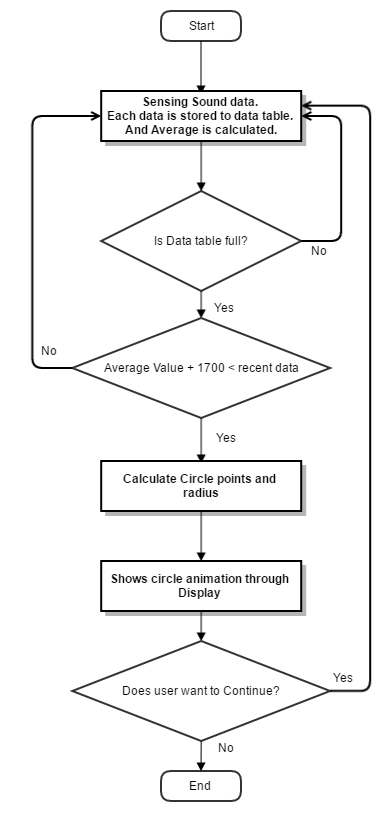 Start
Sensing Sound data.
Each data is stored to data table.
And Average is calculated.
Is Data table full?
No
Yes
No
Average Value + 1700 < recent data
Yes
Calculate Circle points and
radius
Shows circle animation through
Display
Yes
Does user want to Continue?
No
End